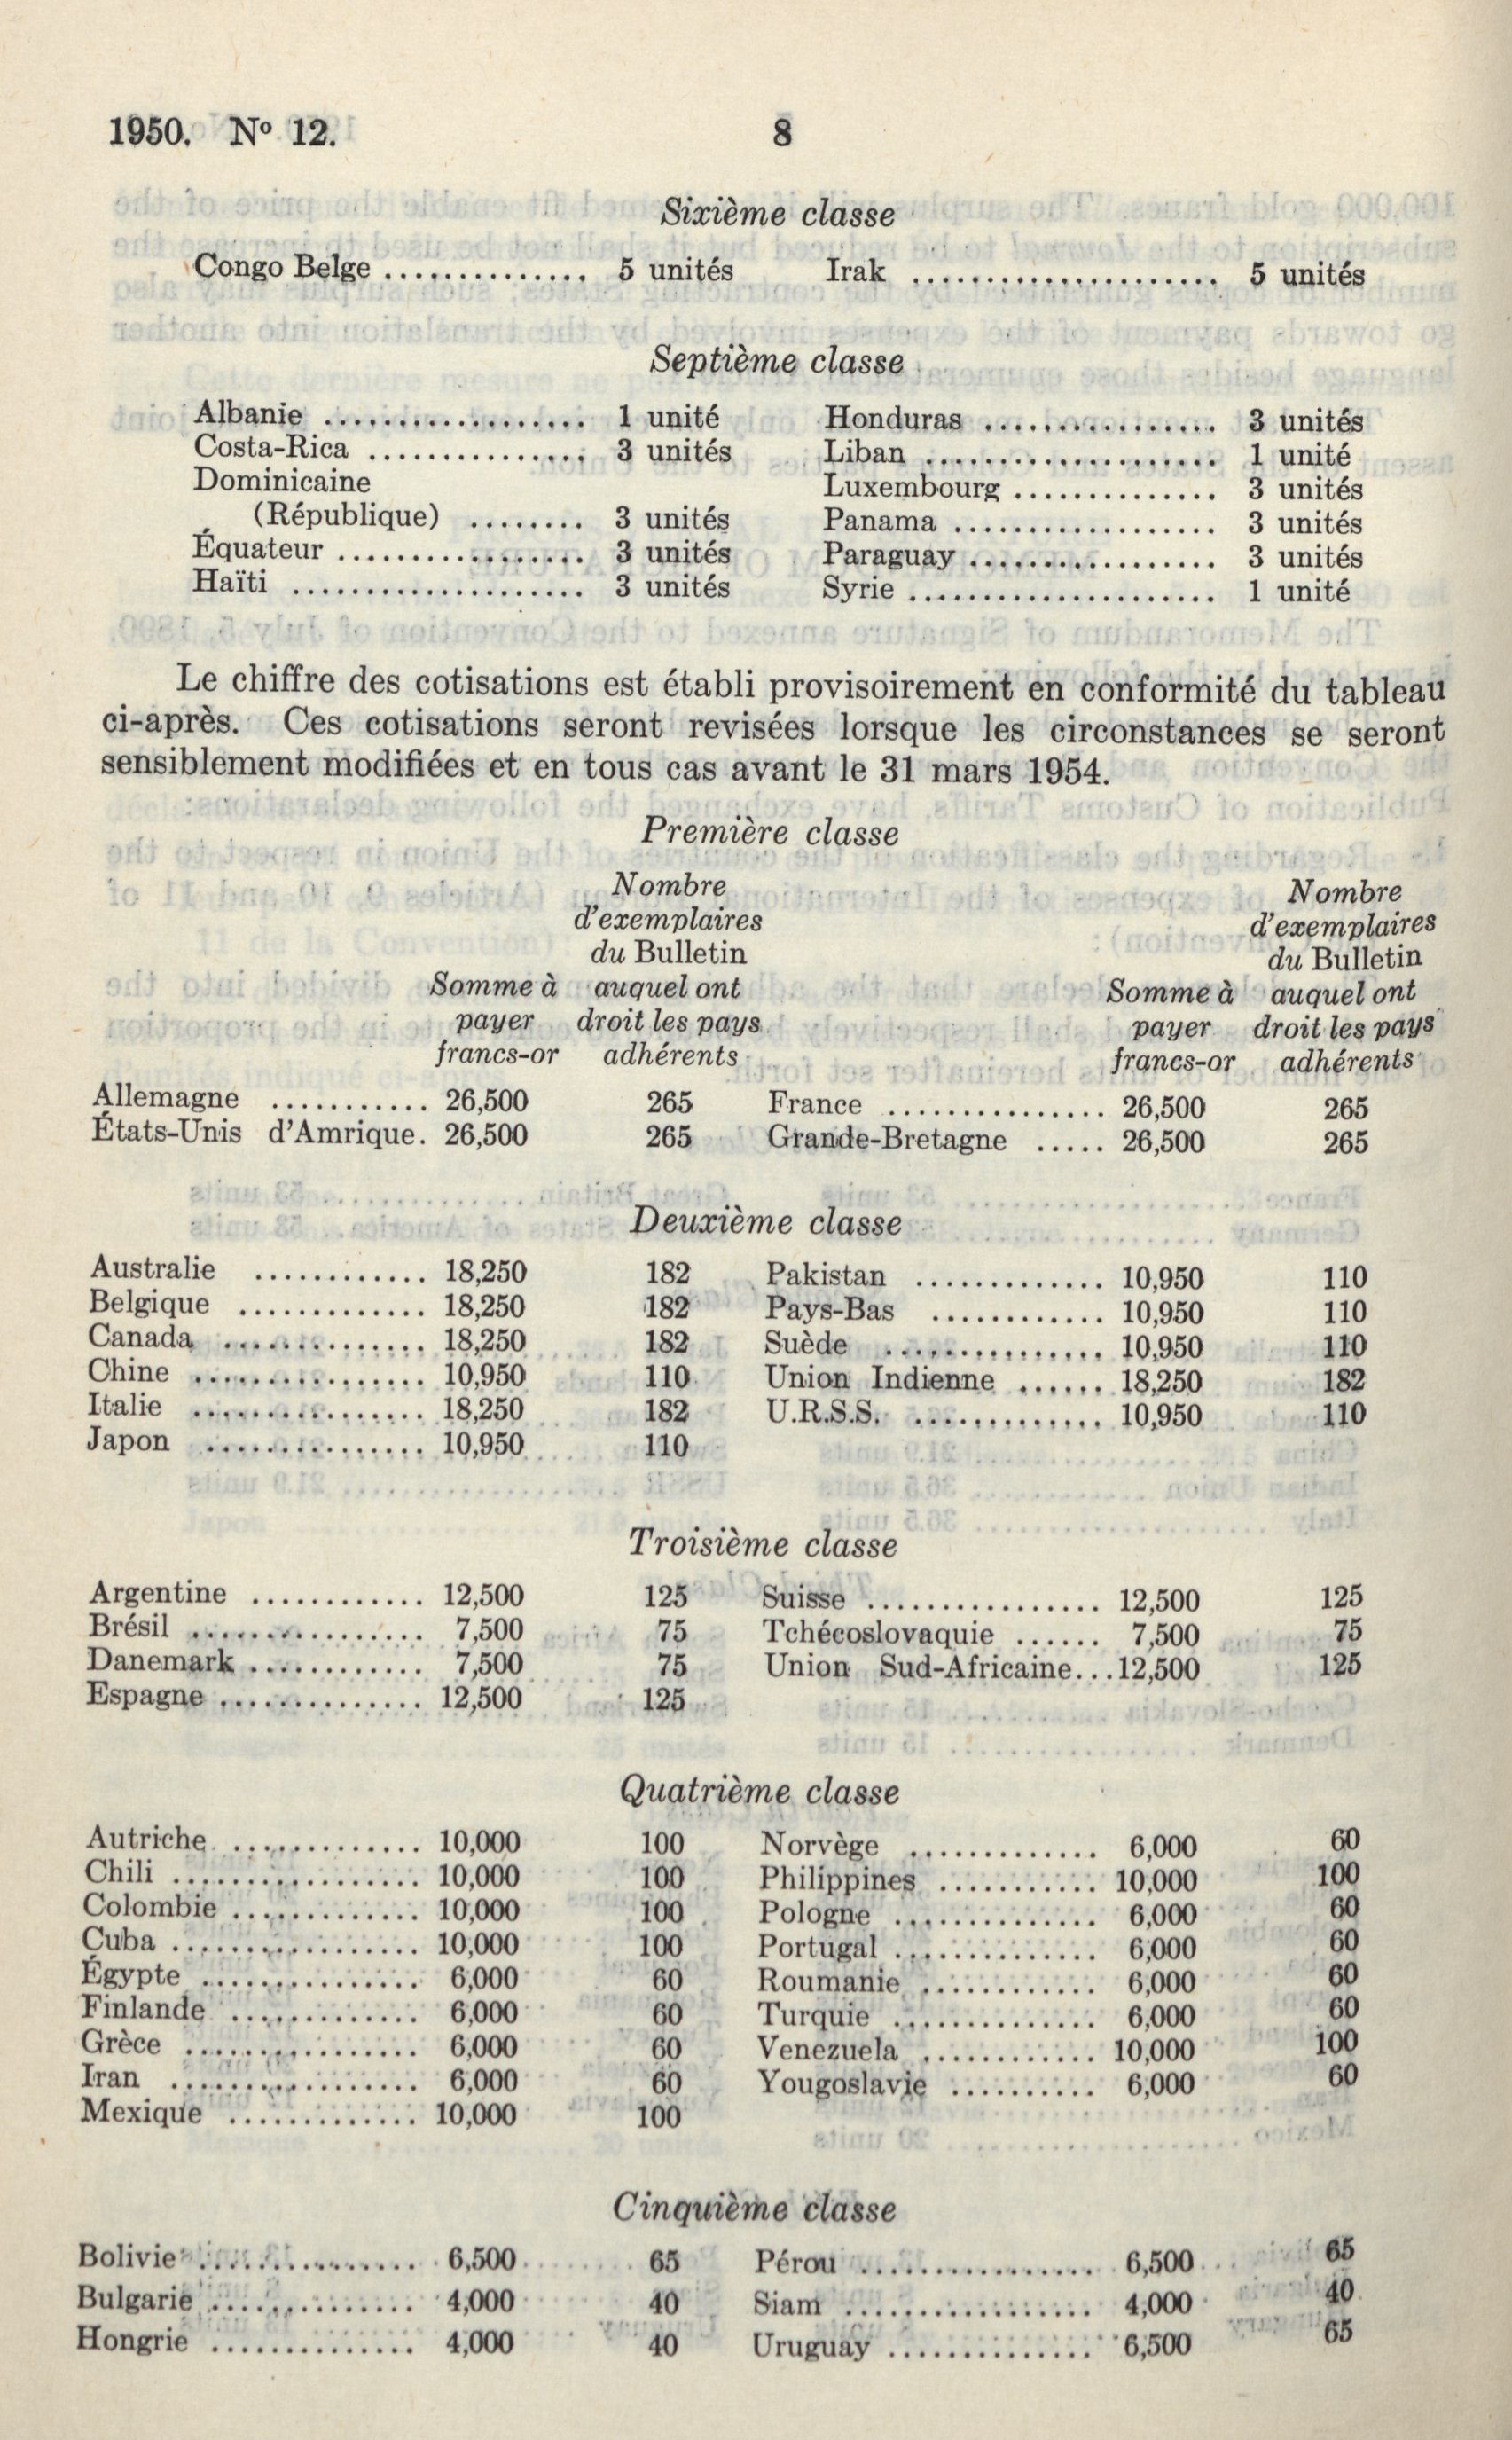 1950. Nº 12.
8
Sixième classe
Congo Belge .............. 5 unités
Irak ..................... 5 unités
Septième classe
Albanie .................. 1 unité
Costa-Rica ............... 3 unités
Dominicaine
(République) ........ 3 unités
Équateur ................. 3 unités
Haïti .................... 3 unités
Honduras ................ 3 unités
Liban .................... 1 unité
Luxembourg .............. 3 unités
Panama .................. 3 unités
Paraguay ................. 3 unités
Syrie ..................... 1 unité
Le chiffre des cotisations est établi provisoirement en conformité du tableau
ci-après. Ces cotisations seront revisées lorsque les circonstances se seront
sensiblement modifiées et en tous cas avant le 31 mars 1954.
Première classe
Nombre
d'exemplaires
du Bulletin
Somme à auquel ont
payer droit les pays
francs-or adhérents
Nombre
d'exemplaires
du Bulletin
Somme à auquel ont
payer droit les pays
francs-or adhérents
Allemagne ........... 26,500 265
États-Unis d'Amrique. 26,500 265
France ............... 26,500 265
Grande-Bretagne ..... 26,500 265
Deuxième classe
Australie ............ 18,250 182
Belgique ............. 18,250 182
Canada .............. 18,250 182
Chine ................ 10,950 110
Italie ................ 18,250 182
Japon ............... 10,950 110
Pakistan ............. 10,950 110
Pays-Bas ............ 10,950 110
Suède ............... 10,950 110
Union Indienne ...... 18,250 182
U.R.S.S. ............. 10,950 110
Troisième classe
Argentine ............ 12,500 125
Brésil ................ 7,500 75
Danemark ............ 7,500 75
Espagne .............. 12,500 125
Suisse ................ 12,500 125
Tchécoslovaquie ...... 7,500 75
Union Sud-Africaine... 12,500 125
Quatrième classe
Autriche ............. 10,000 100
Chili ................. 10,000 100
Colombie ............. 10,000 100
Cuba ................. 10,000 100
Égypte ............... 6,000 60
Finlande ............. 6,000 60
Grèce ................ 6,000 60
Iran ................. 6,000 60
Mexique ............. 10,000 100
Norvège ............. 6,000 60
Philippines ........... 10,000 100
Pologne .............. 6,000 60
Portugal .............. 6,000 60
Roumanie ............ 6,000 60
Turquie .............. 6,000 60
Venezuela ............ 10,000 100
Yougoslavie .......... 6,000 60
Cinquième classe
Bolivie ............... 6,500 65
Bulgarie .............. 4,000 40
Hongrie .............. 4,000 40
Pérou ................ 6,500 65
Siam ................. 4,000 40
Uruguay .............. 6,500 65